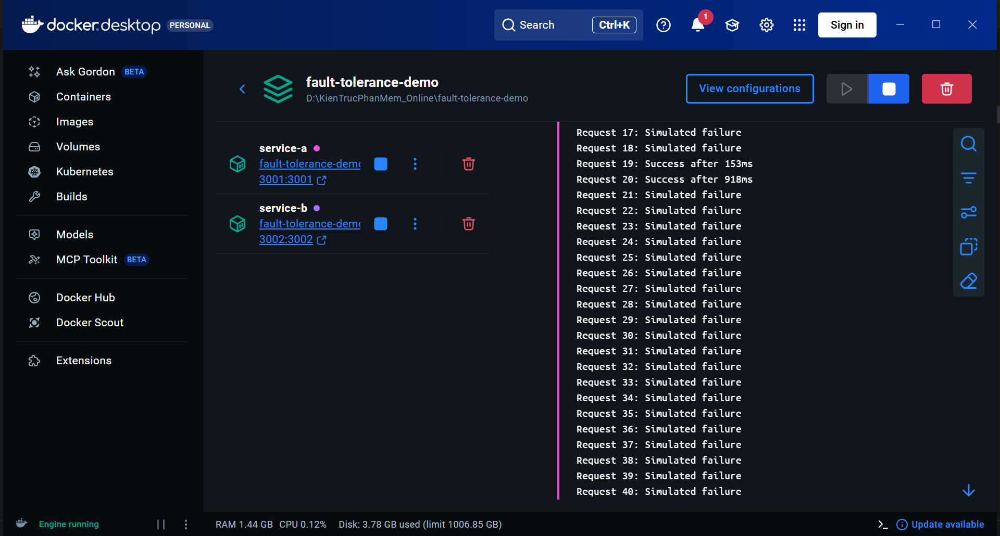 docker.desktop PERSONAL
Search Ctrl+K
1
Sign in
Ask Gordon BETA
Containers
Images
Volumes
Kubernetes
Builds
Models
MCP Toolkit BETA
Docker Hub
Docker Scout
Extensions
fault-tolerance-demo
D:\KienTrucPhanMem_Online\fault-tolerance-demo
View configurations
service-a
fault-tolerance-demo
3001:3001
service-b
fault-tolerance-demo
3002:3002
Request 17: Simulated failure
Request 18: Simulated failure
Request 19: Success after 153ms
Request 20: Success after 918ms
Request 21: Simulated failure
Request 22: Simulated failure
Request 23: Simulated failure
Request 24: Simulated failure
Request 25: Simulated failure
Request 26: Simulated failure
Request 27: Simulated failure
Request 28: Simulated failure
Request 29: Simulated failure
Request 30: Simulated failure
Request 31: Simulated failure
Request 32: Simulated failure
Request 33: Simulated failure
Request 34: Simulated failure
Request 35: Simulated failure
Request 36: Simulated failure
Request 37: Simulated failure
Request 38: Simulated failure
Request 39: Simulated failure
Request 40: Simulated failure
Engine running
RAM 1.44 GB CPU 0.12% Disk: 3.78 GB used (limit 1006.85 GB)
Update available